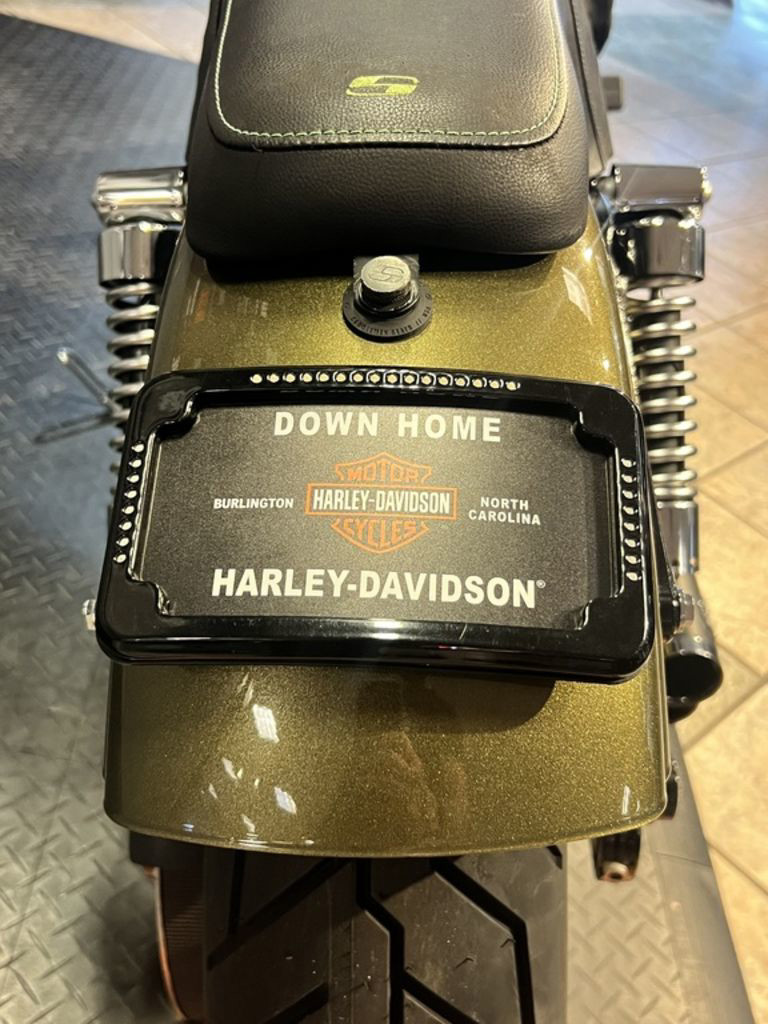 DOWN HOME
MOTOR
BURLINGTON HARLEY-DAVIDSON NORTH CAROLINA
CYCLES
HARLEY-DAVIDSON®